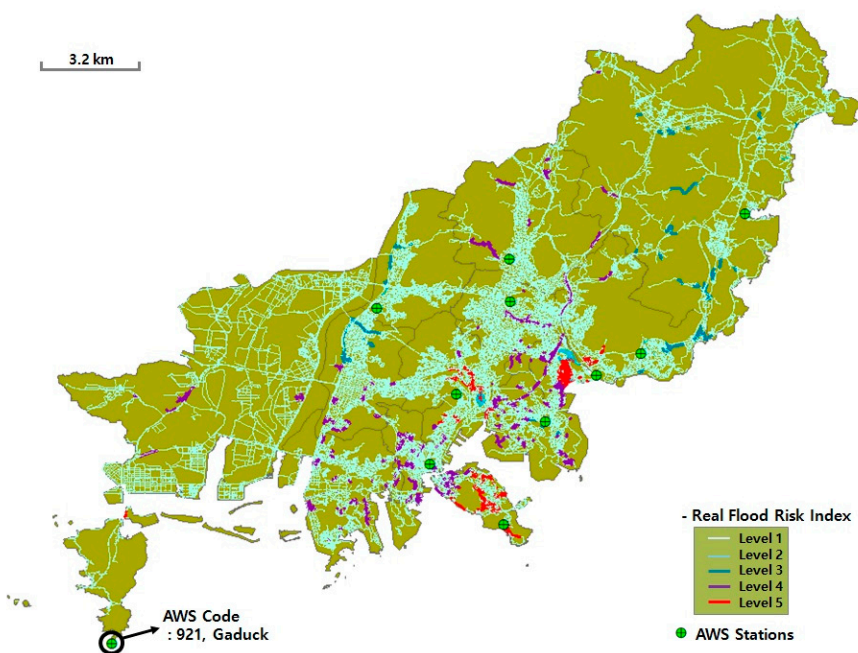 3.2 km
- Real Flood Risk Index
Level 1
Level 2
Level 3
Level 4
Level 5
AWS Stations
AWS Code
: 921, Gaduck